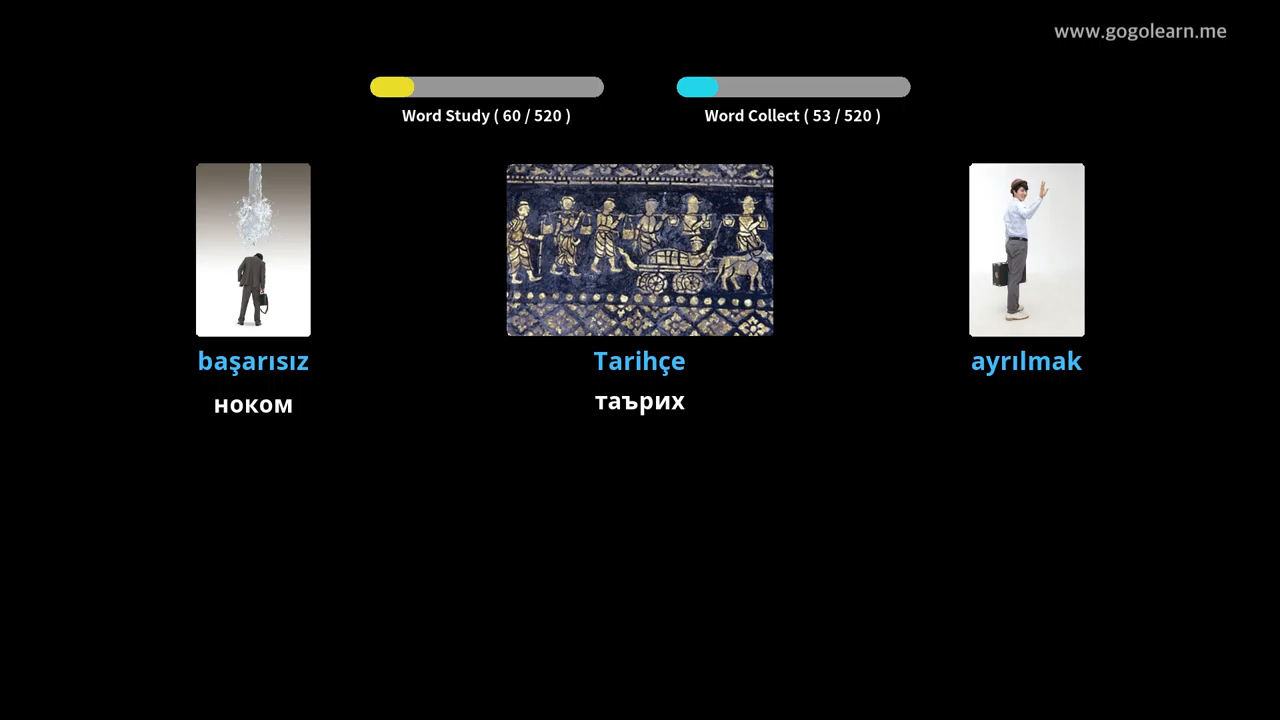 www.gogolearn.me
Word Study ( 60 / 520 )
Word Collect ( 53 / 520 )
başarısız
Tarihçe
ayrılmak
ноком
таърих